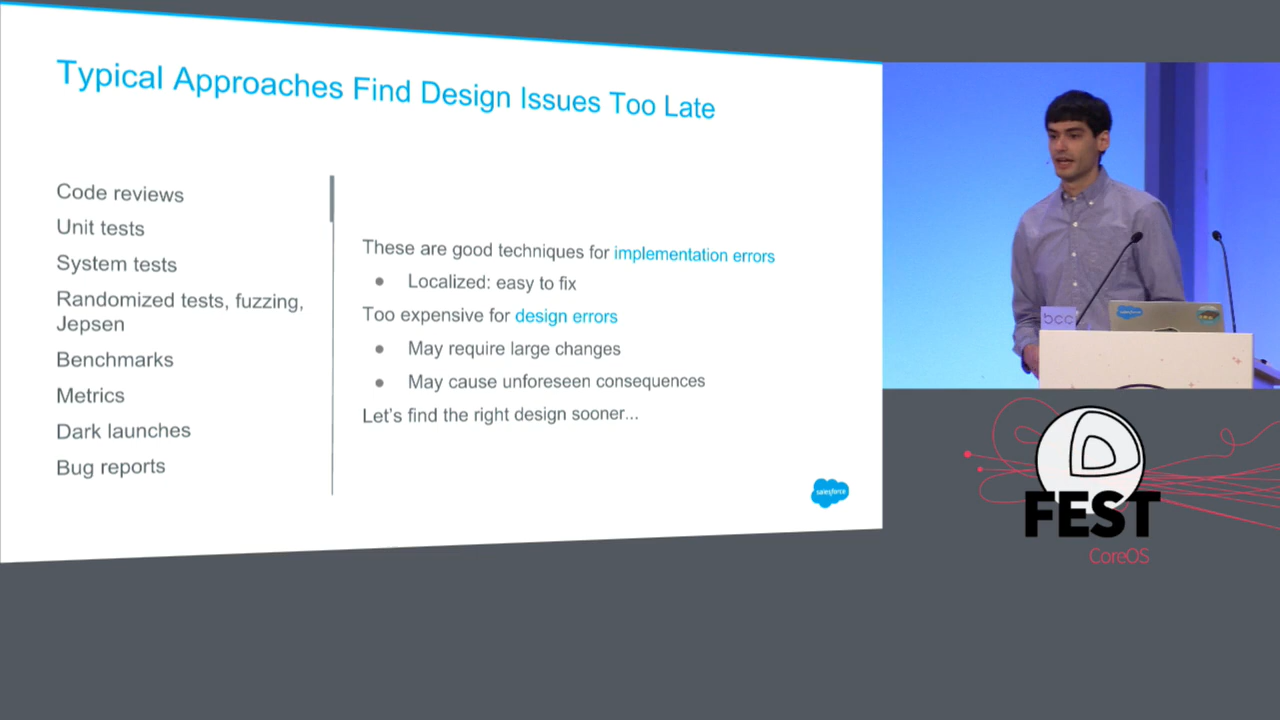 Typical Approaches Find Design Issues Too Late
Code reviews
Unit tests
System tests
Randomized tests, fuzzing,
Jepsen
Benchmarks
Metrics
Dark launches
Bug reports
These are good techniques for implementation errors
● Localized: easy to fix
Too expensive for design errors
● May require large changes
● May cause unforeseen consequences
Let's find the right design sooner...
salesforce
bcc
salesforce
FEST
CoreOS